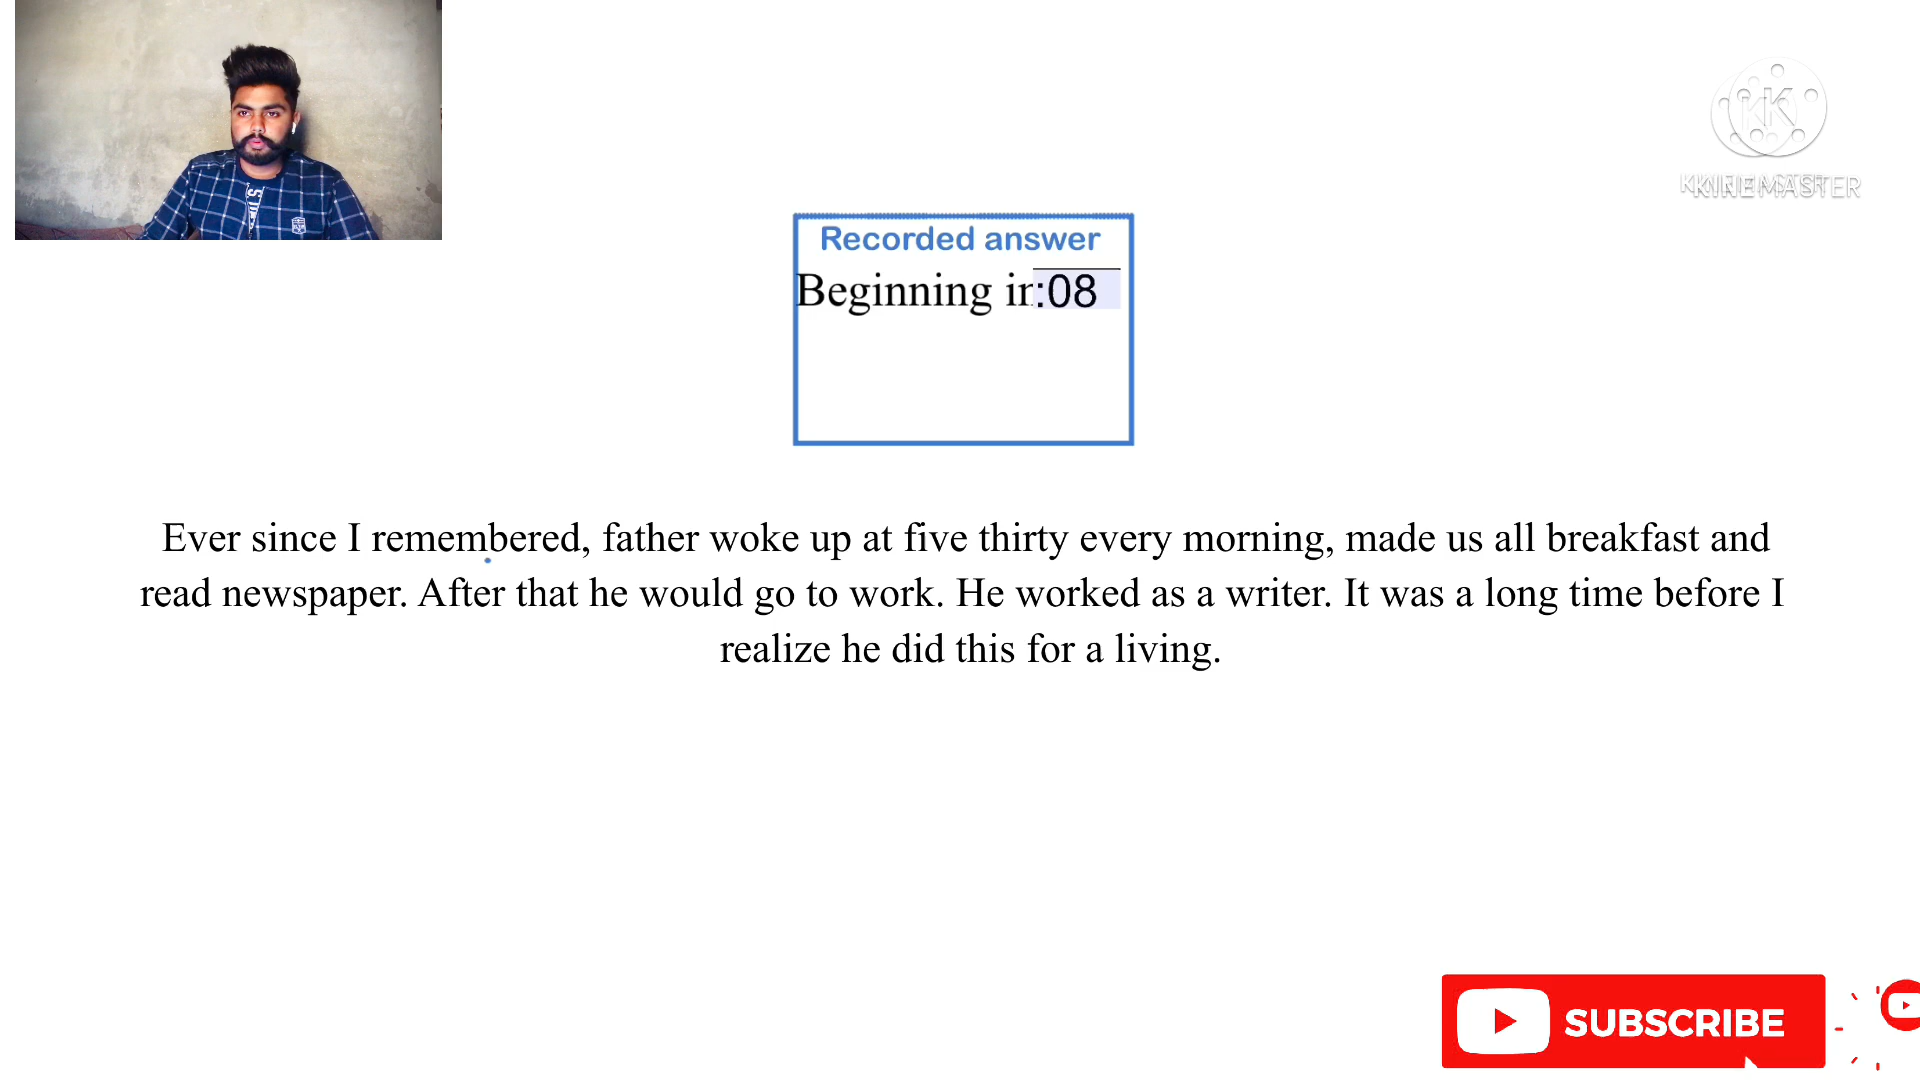 KINEMASTER
Recorded answer
Beginning in:08
Ever since I remembered, father woke up at five thirty every morning, made us all breakfast and
read newspaper. After that he would go to work. He worked as a writer. It was a long time before I
realize he did this for a living.
SUBSCRIBE